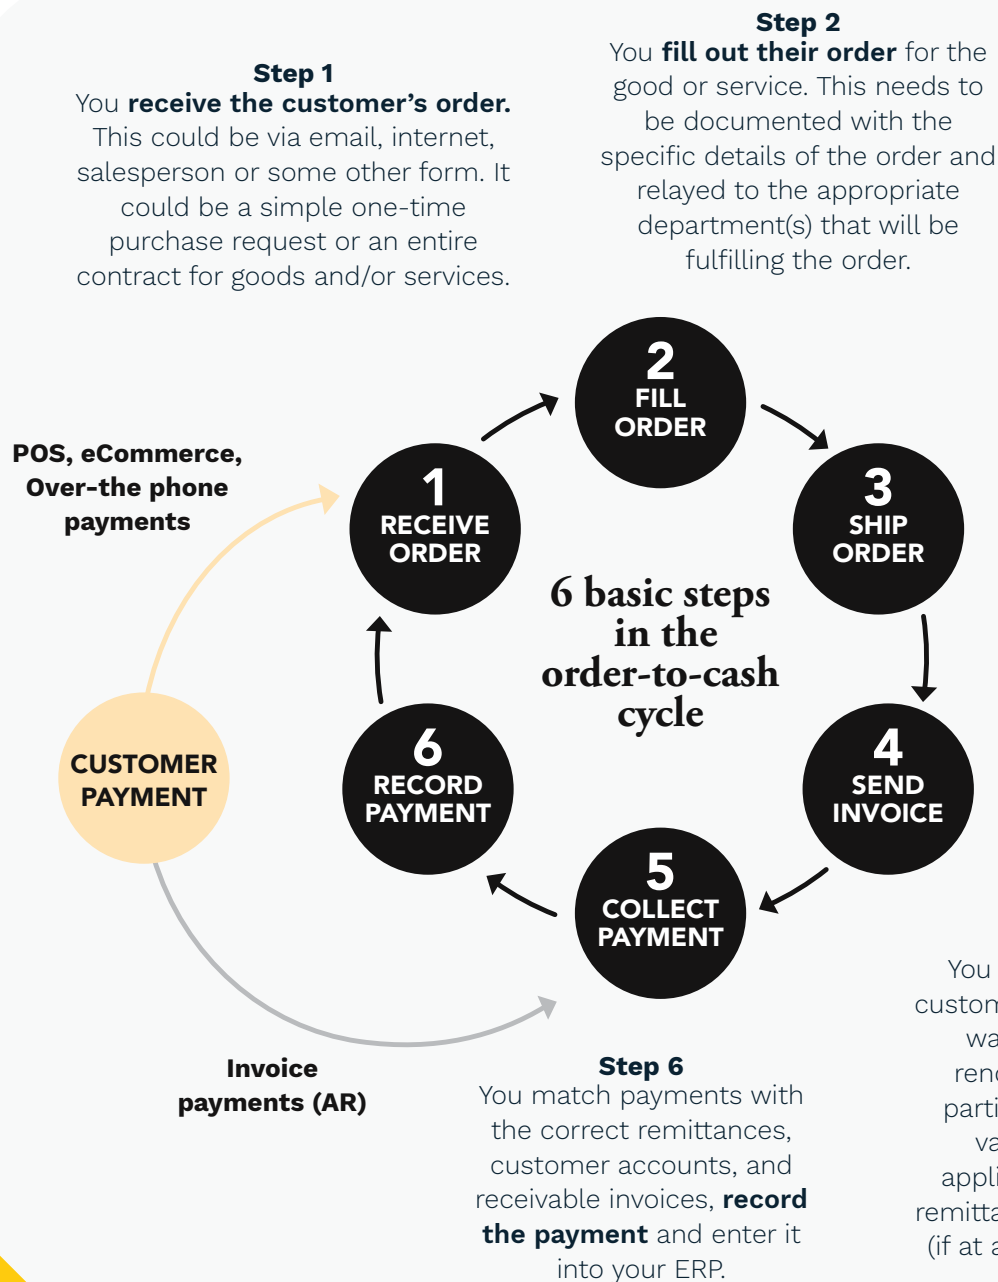 Step 1
You receive the customer's order.
This could be via email, internet,
salesperson or some other form. It
could be a simple one-time
purchase request or an entire
contract for goods and/or services.
Step 2
You fill out their order for the
good or service. This needs to
be documented with the
specific details of the order and
relayed to the appropriate
department(s) that will be
fulfilling the order.
POS, eCommerce,
Over-the phone
payments
1
RECEIVE
ORDER
2
FILL
ORDER
3
SHIP
ORDER
6 basic steps
in the
order-to-cash
cycle
CUSTOMER
PAYMENT
6
RECORD
PAYMENT
4
SEND
INVOICE
5
COLLECT
PAYMENT
Invoice
payments (AR)
Step 6
You match payments with
the correct remittances,
customer accounts, and
receivable invoices, record
the payment and enter it
into your ERP.
You
(if at